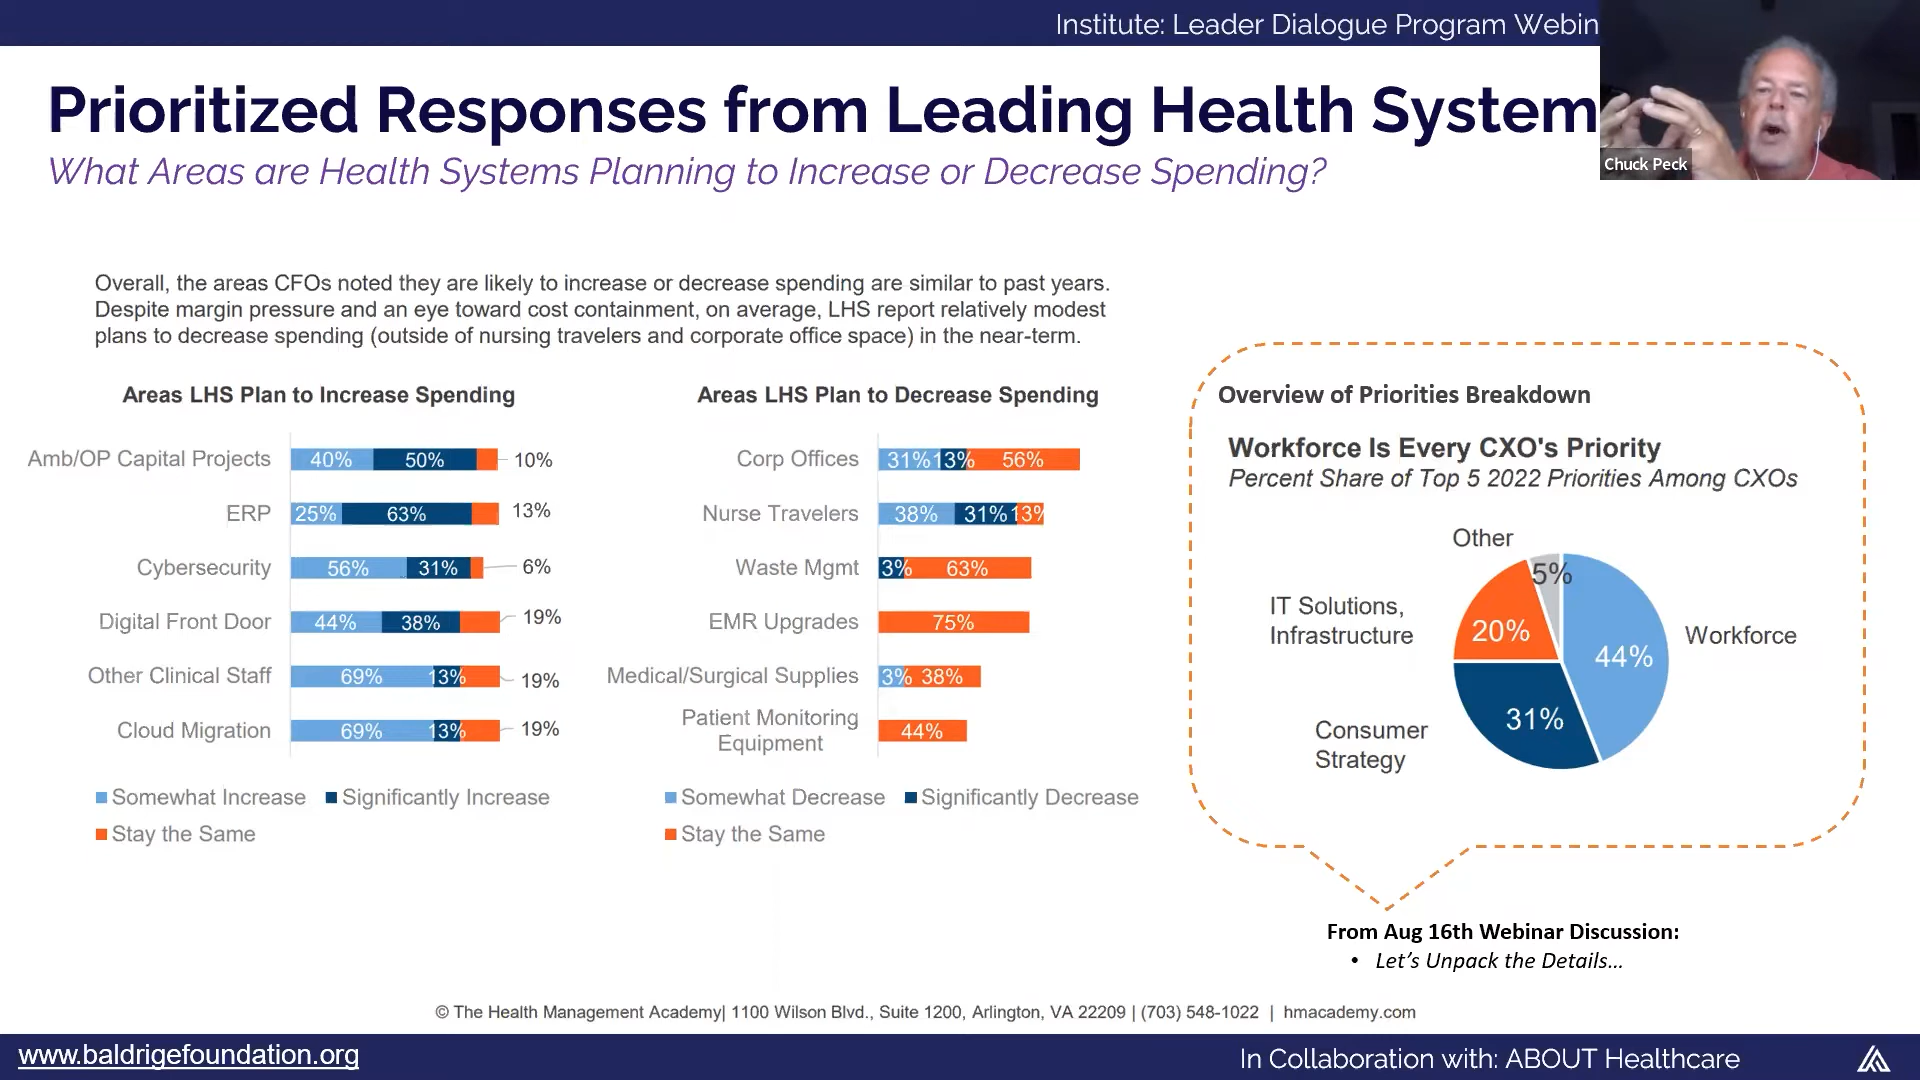 Institute: Leader Dialogue Program Webin
Chuck Peck
Prioritized Responses from Leading Health System
What Areas are Health Systems Planning to Increase or Decrease Spending?
Overall, the areas CFOs noted they are likely to increase or decrease spending are similar to past years.
Despite margin pressure and an eye toward cost containment, on average, LHS report relatively modest
plans to decrease spending (outside of nursing travelers and corporate office space) in the near-term.
Areas LHS Plan to Increase Spending
Amb/OP Capital Projects 40% 50% 10%
ERP 25% 63% 13%
Cybersecurity 56% 31% 6%
Digital Front Door 44% 38% 19%
Other Clinical Staff 69% 13% 19%
Cloud Migration 69% 13% 19%
Somewhat Increase Significantly Increase
Stay the Same
Areas LHS Plan to Decrease Spending
Corp Offices 31% 13% 56%
Nurse Travelers 38% 31% 13%
Waste Mgmt 3% 63%
EMR Upgrades 75%
Medical/Surgical Supplies 3% 38%
Patient Monitoring
Equipment 44%
Somewhat Decrease Significantly Decrease
Stay the Same
Overview of Priorities Breakdown
Workforce Is Every CXO's Priority
Percent Share of Top 5 2022 Priorities Among CXOs
Other
5%
IT Solutions,
Infrastructure
20%
Workforce
44%
Consumer
Strategy
31%
From Aug 16th Webinar Discussion:
• Let’s Unpack the Details…
© The Health Management Academy| 1100 Wilson Blvd., Suite 1200, Arlington, VA 22209 | (703) 548-1022 | hmacademy.com
www.baldrigefoundation.org
In Collaboration with: ABOUT Healthcare